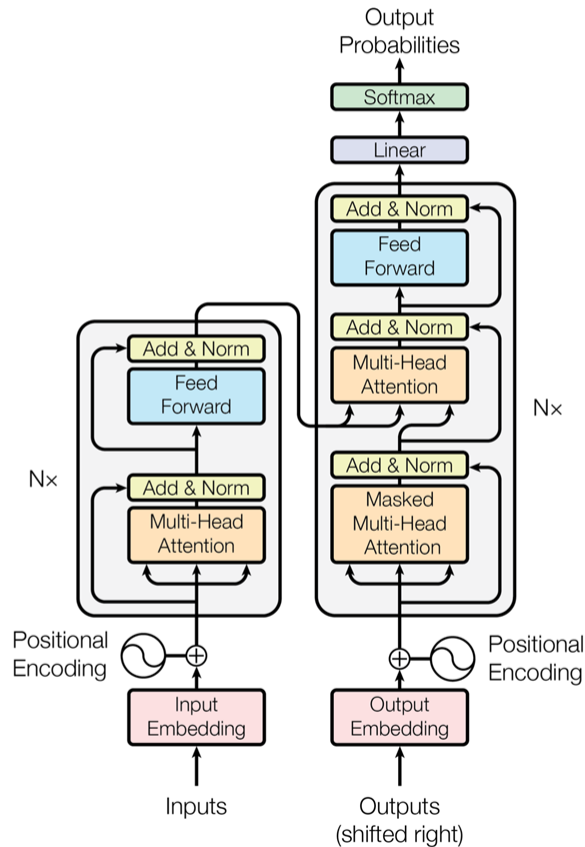 Output
Probabilities
Softmax
Linear
Add & Norm
Feed
Forward
Add & Norm
Multi-Head
Attention
Add & Norm
Masked
Multi-Head
Attention
N×
Add & Norm
Feed
Forward
Add & Norm
Multi-Head
Attention
N×
Positional
Encoding
Positional
Encoding
Input
Embedding
Output
Embedding
Inputs
Outputs
(shifted right)